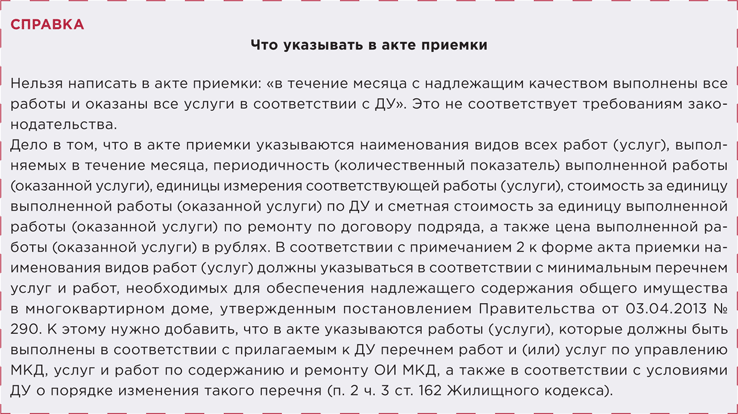 СПРАВКА
Что указывать в акте приемки
Нельзя написать в акте приемки: «в течение месяца с надлежащим качеством выполнены все
работы и оказаны все услуги в соответствии с ДУ». Это не соответствует требованиям зако-
нодательства.
Дело в том, что в акте приемки указываются наименования видов всех работ (услуг), выпол-
няемых в течение месяца, периодичность (количественный показатель) выполненной работы
(оказанной услуги), единицы измерения соответствующей работы (услуги), стоимость за единицу
выполненной работы (оказанной услуги) по ДУ и сметная стоимость за единицу выполненной
работы (оказанной услуги) по ремонту по договору подряда, а также цена выполненной ра-
боты (оказанной услуги) в рублях. В соответствии с примечанием 2 к форме акта приемки на-
именования видов работ (услуг) должны указываться в соответствии с минимальным перечнем
услуг и работ, необходимых для обеспечения надлежащего содержания общего имущества
в многоквартирном доме, утвержденным постановлением Правительства от 03.04.2013 №
290. К этому нужно добавить, что в акте указываются работы (услуги), которые должны быть
выполнены в соответствии с прилагаемым к ДУ перечнем работ и (или) услуг по управлению
МКД, услуг и работ по содержанию и ремонту ОИ МКД, а также в соответствии с условиями
ДУ о порядке изменения такого перечня (п. 2 ч. 3 ст. 162 Жилищного кодекса).